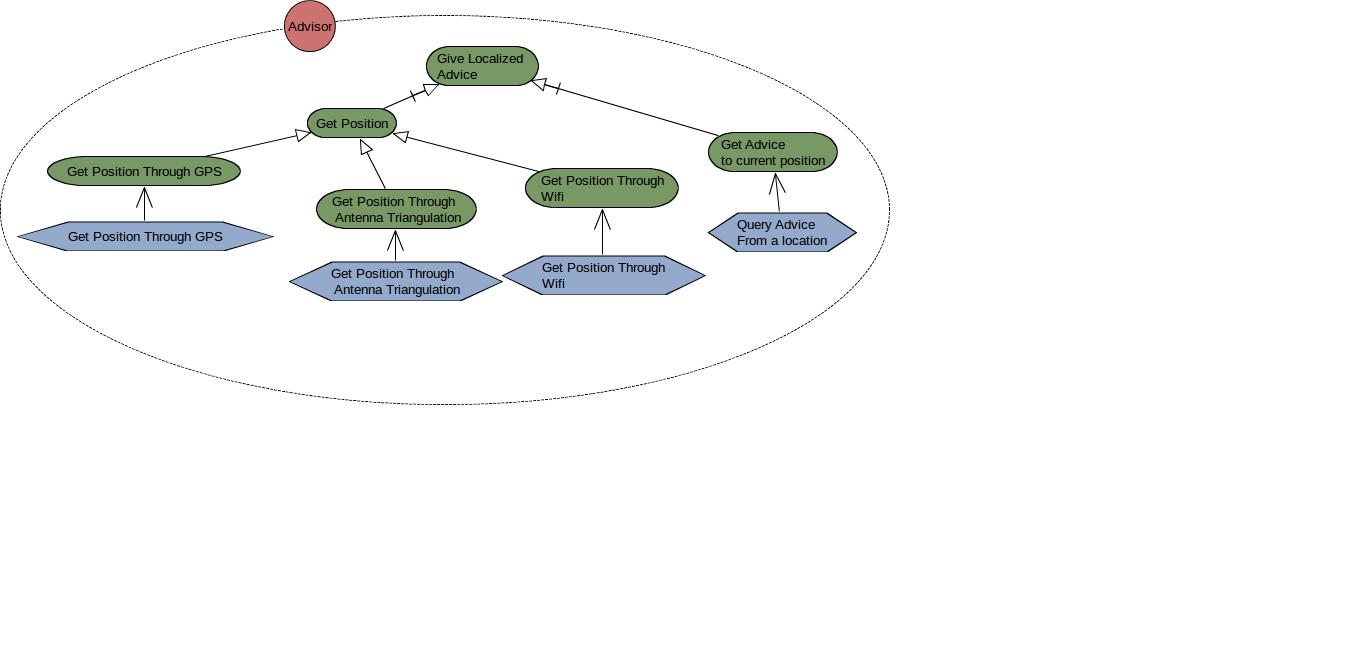 Advisor
Give Localized
Advice
Get Position
Get Advice
to current position
Get Position Through GPS
Get Position Through
Antenna Triangulation
Get Position Through
Wifi
Get Position Through GPS
Get Position Through
Antenna Triangulation
Get Position Through
Wifi
Query Advice
From a location